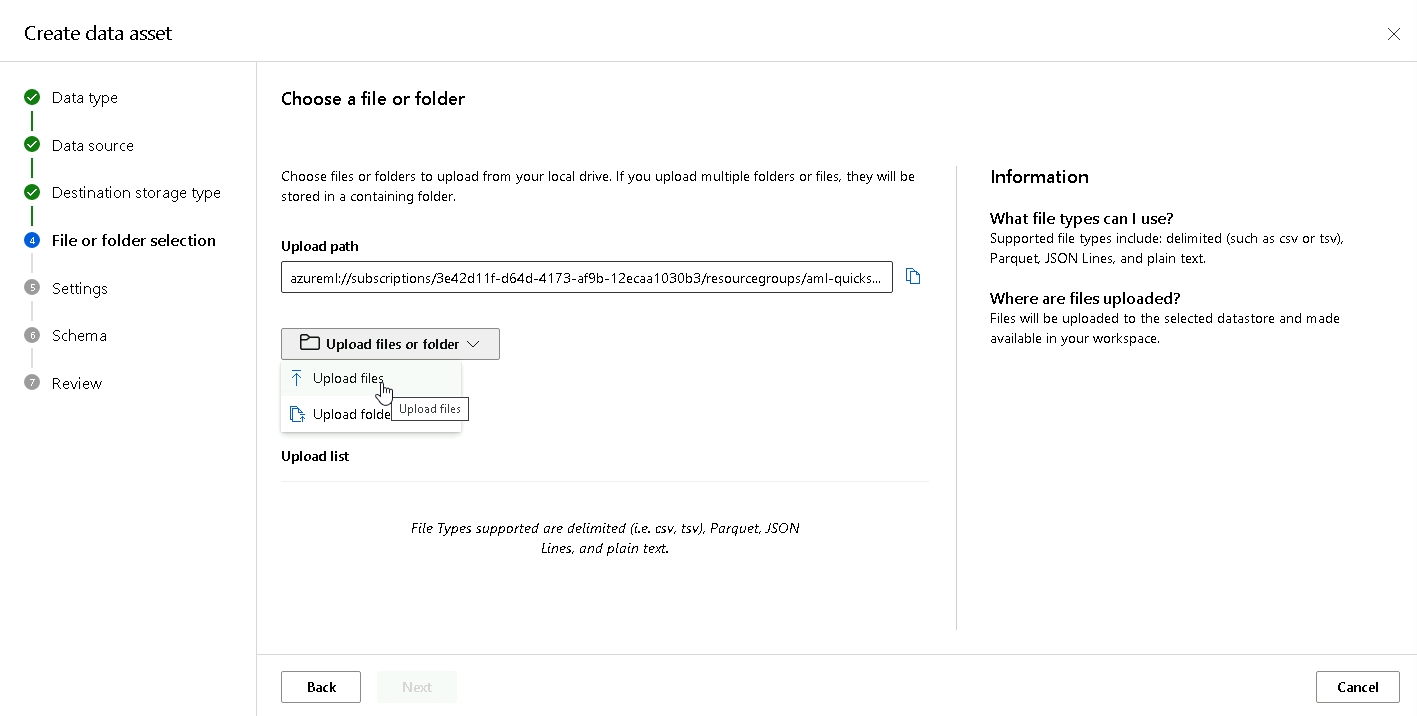 Create data asset
Data type
Data source
Destination storage type
4 File or folder selection
5 Settings
6 Schema
7 Review
Choose a file or folder
Choose files or folders to upload from your local drive. If you upload multiple folders or files, they will be
stored in a containing folder.
Upload path
azureml://subscriptions/3e42d11f-d64d-4173-af9b-12ecaa1030b3/resourcegroups/aml-quicks...
Upload files or folder
Upload files
Upload folde
Upload files
Upload list
File Types supported are delimited (i.e. csv, tsv), Parquet, JSON
Lines, and plain text.
Information
What file types can I use?
Supported file types include: delimited (such as csv or tsv),
Parquet, JSON Lines, and plain text.
Where are files uploaded?
Files will be uploaded to the selected datastore and made
available in your workspace.
Back
Next
Cancel